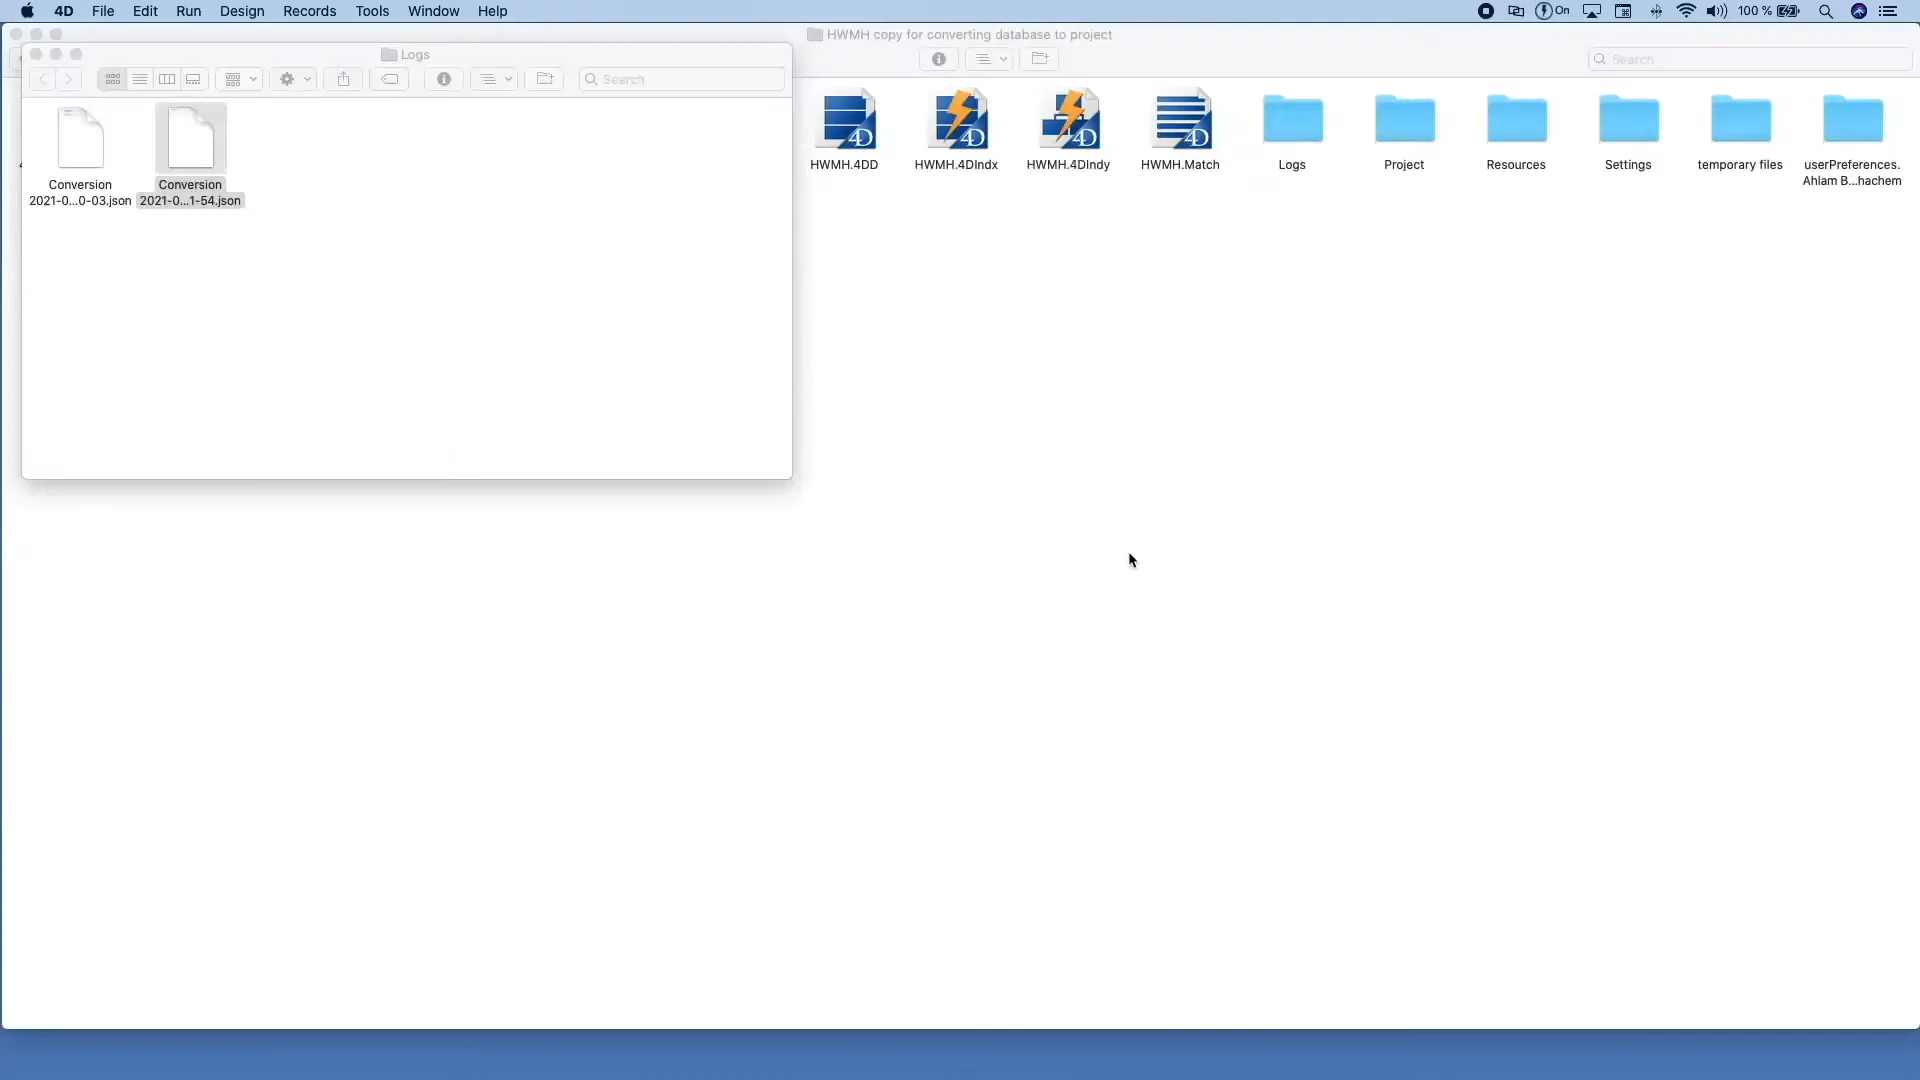 4D File Edit Run Design Records Tools Window Help
On 100 %
HWMH copy for converting database to project
Search
Logs
Search
Conversion
2021-0...0-03.json
Conversion
2021-0...1-54.json
HWMH.4DD
HWMH.4DIndx
HWMH.4DIndy
HWMH.Match
Logs
Project
Resources
Settings
temporary files
userPreferences.
Ahlam B...hachem